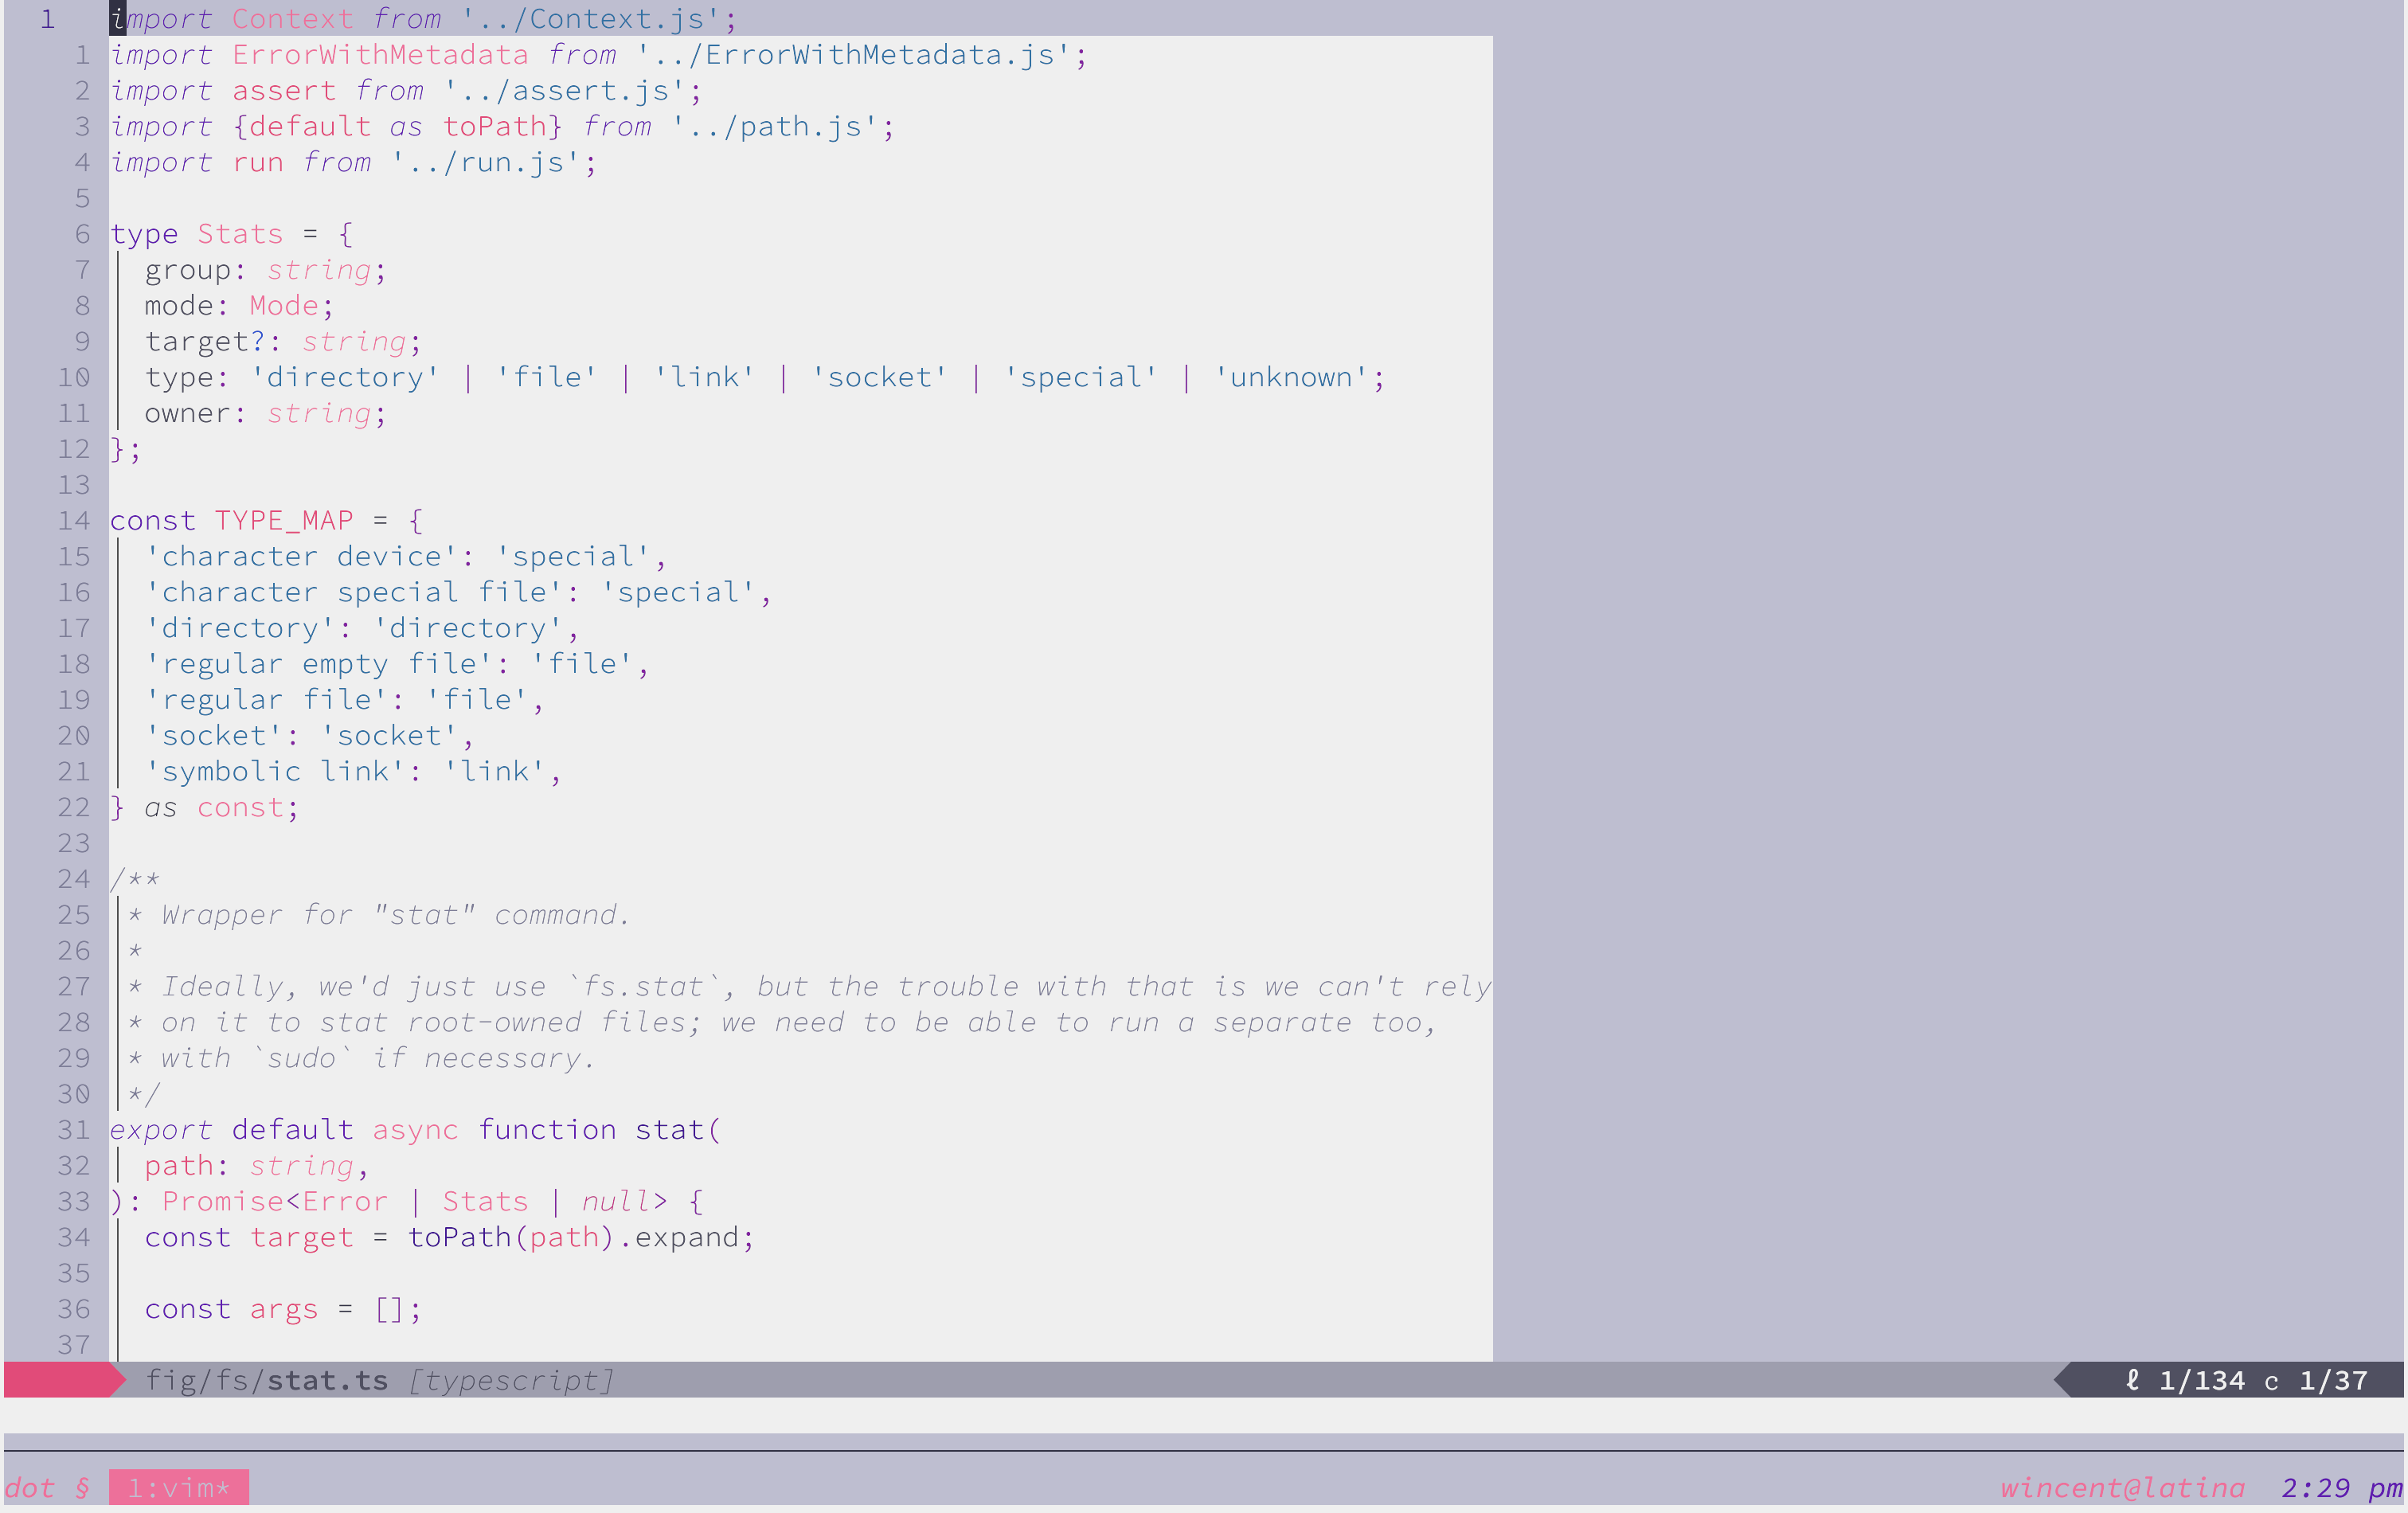 1 import Context from '../Context.js';
1 import ErrorWithMetadata from '../ErrorWithMetadata.js';
2 import assert from '../assert.js';
3 import {default as toPath} from '../path.js';
4 import run from '../run.js';
5
6 type Stats = {
7 group: string;
8 mode: Mode;
9 target?: string;
10 type: 'directory' | 'file' | 'link' | 'socket' | 'special' | 'unknown';
11 owner: string;
12 };
13
14 const TYPE_MAP = {
15 'character device': 'special',
16 'character special file': 'special',
17 'directory': 'directory',
18 'regular empty file': 'file',
19 'regular file': 'file',
20 'socket': 'socket',
21 'symbolic link': 'link',
22 } as const;
23
24 /**
25 * Wrapper for "stat" command.
26 *
27 * Ideally, we'd just use `fs.stat`, but the trouble with that is we can't rely
28 * on it to stat root-owned files; we need to be able to run a separate too,
29 * with `sudo` if necessary.
30 */
31 export default async function stat(
32 path: string,
33 ): Promise<Error | Stats | null> {
34 const target = toPath(path).expand;
35
36 const args = [];
37
fig/fs/stat.ts [typescript] ℓ 1/134 c 1/37
dot § 1:vim* wincent@latina 2:29 pm